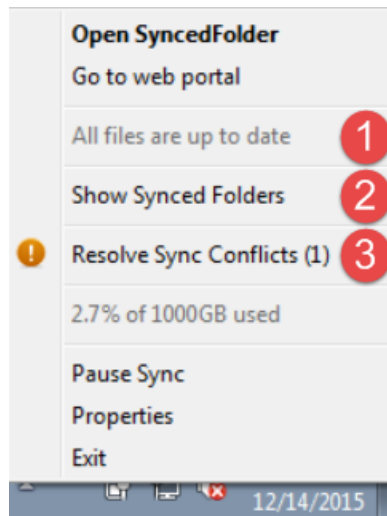 Open SyncedFolder
Go to web portal
All files are up to date 1
Show Synced Folders 2
! Resolve Sync Conflicts (1) 3
2.7% of 1000GB used
Pause Sync
Properties
Exit
12/14/2015